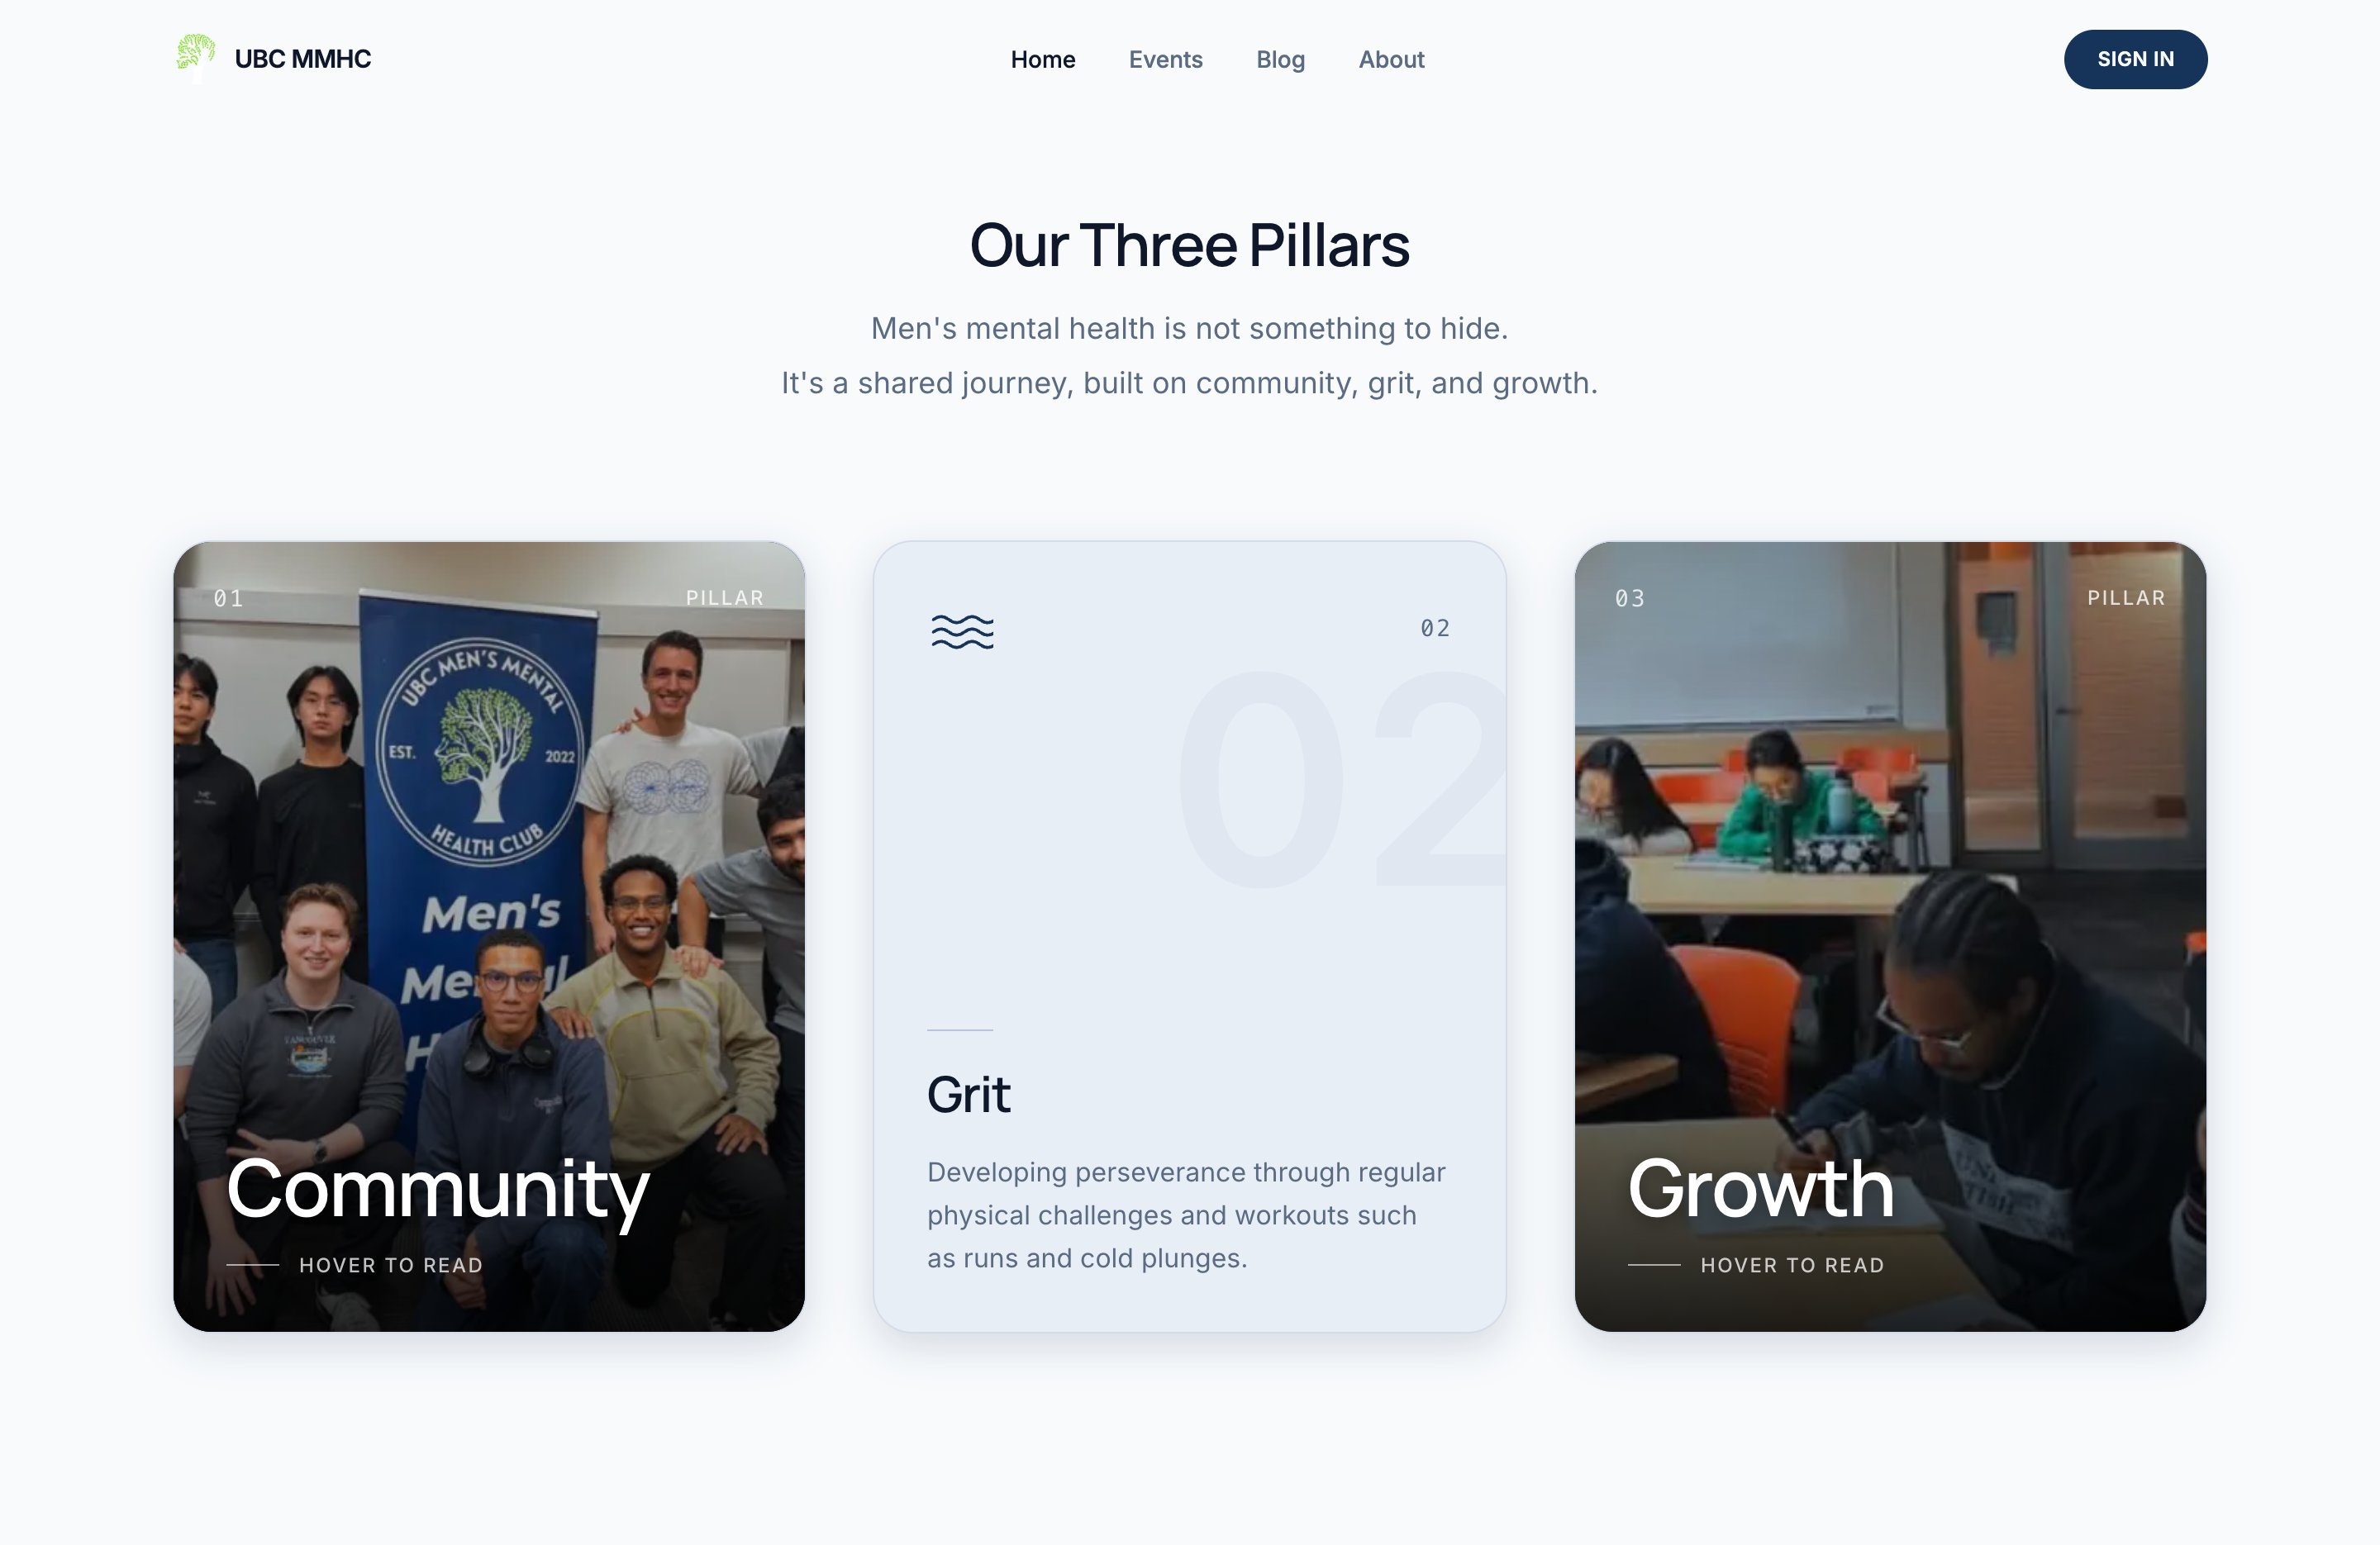 UBC MMHC
Home
Events
Blog
About
SIGN IN
Our Three Pillars
Men's mental health is not something to hide.
It's a shared journey, built on community, grit, and growth.
01
PILLAR
UBC MEN'S MENTAL
EST.
2022
HEALTH CLUB
Men's
VANCOUVER
Community
HOVER TO READ
02
02
Grit
Developing perseverance through regular
physical challenges and workouts such
as runs and cold plunges.
03
PILLAR
Growth
HOVER TO READ